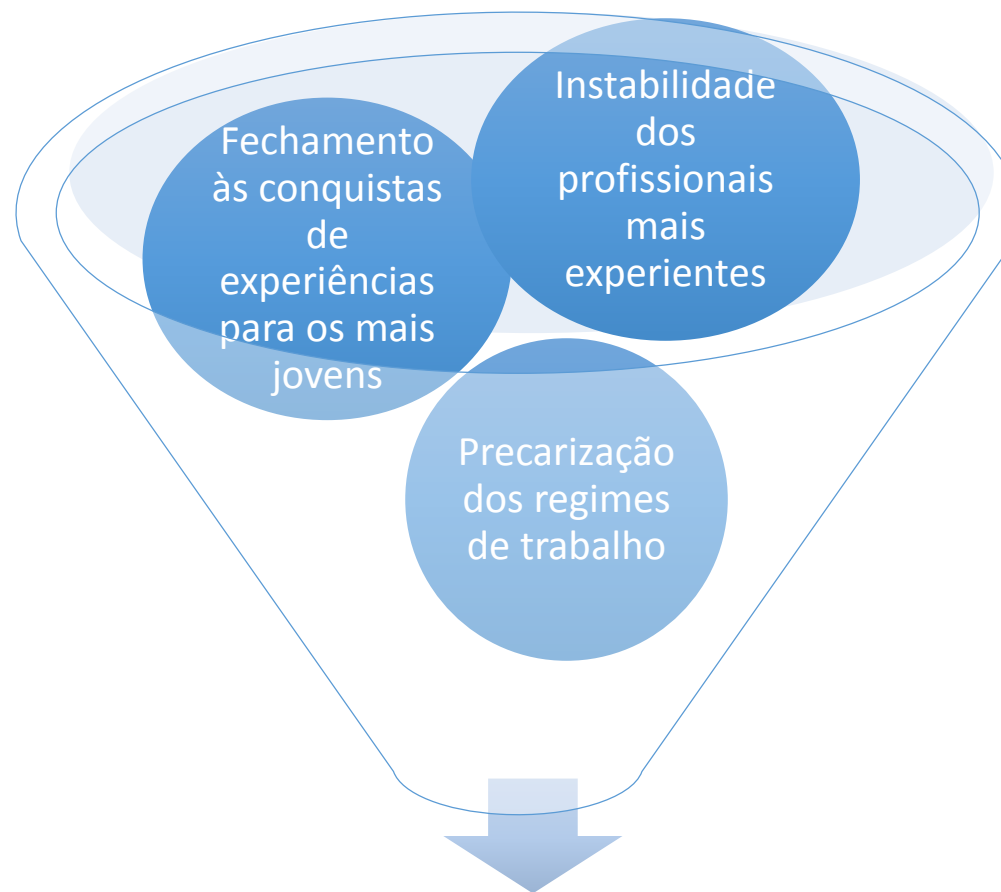 Fechamento
às conquistas
de
experiências
para os mais
jovens
Instabilidade
dos
profissionais
mais
experientes
Precarização
dos regimes
de trabalho